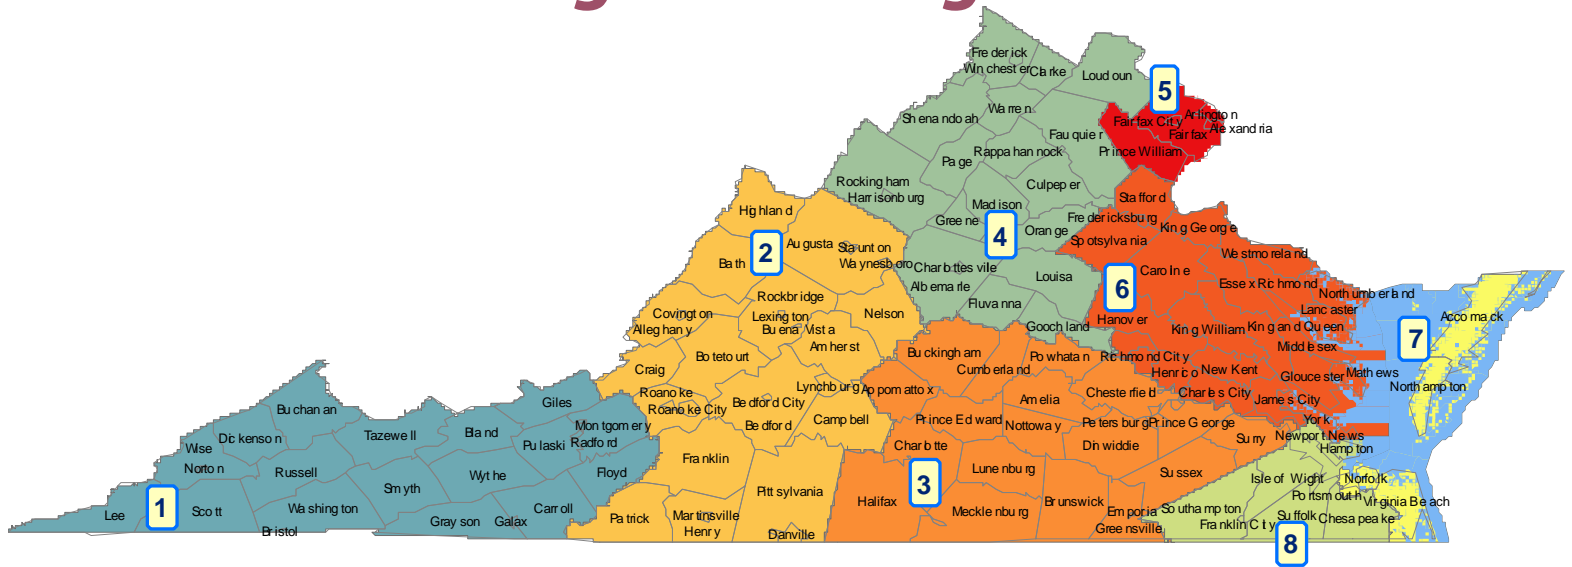 Frederick
Winchester
Clarke
Loudoun
5
Warren
Shenandoah
Fairfax City
Arlington
Alexandria
Fairfax
Fauquier
Prince William
Rappahannock
Page
Rockingham
Harrisonburg
Culpeper
Madison
Stafford
Highland
Greene
4
Orange
Fredericksburg
King George
Spotsylvania
Augusta
Staunton
Waynesboro
2
Bath
Westmoreland
Charlottesville
Louisa
Caroline
Albemarle
6
Essex
Richmond
Northumberland
Rockbridge
Fluvanna
Lancaster
Accomack
Covington
Lexington
Nelson
Hanover
Alleghany
Buena Vista
Goochland
King William
King and Queen
7
Amherst
Middlesex
Botetourt
Buckingham
Powhatan
Richmond City
Craig
Cumberland
Henrico
New Kent
Gloucester
Mathews
Roanoke
Lynchburg
Appomattox
Chesterfield
Charles City
Northampton
Roanoke City
Bedford City
Amelia
James City
Giles
Buchanan
Bedford
Campbell
Prince Edward
Nottoway
Petersburg
Prince George
York
Montgomery
Bland
Tazewell
Dickenson
Pulaski
Radford
Charlotte
Dinwiddie
Surry
Newport News
Wise
Hampton
Norton
Russell
Wythe
Floyd
Franklin
Lunenburg
Sussex
Isle of Wight
Norfolk
Smyth
Pittsylvania
3
Halifax
Brunswick
Portsmouth
Virginia Beach
Lee
1
Scott
Washington
Carroll
Grayson
Galax
Patrick
Martinsville
Henry
Mecklenburg
Emporia
Southampton
Suffolk
Chesapeake
Bristol
Danville
Greensville
Franklin City
8